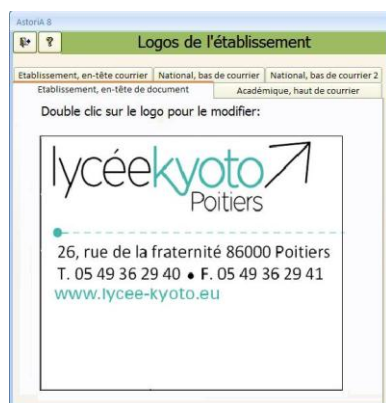 AstoriA 8
?
Logos de l'établissement
Etablissement, en-tête courrier National, bas de courrier National, bas de courrier 2
Etablissement, en-tête de document Académique, haut de courrier
Double clic sur le logo pour le modifier:
lycéekyoto
Poitiers
26, rue de la fraternité 86000 Poitiers
T. 05 49 36 29 40 • F. 05 49 36 29 41
www.lycee-kyoto.eu